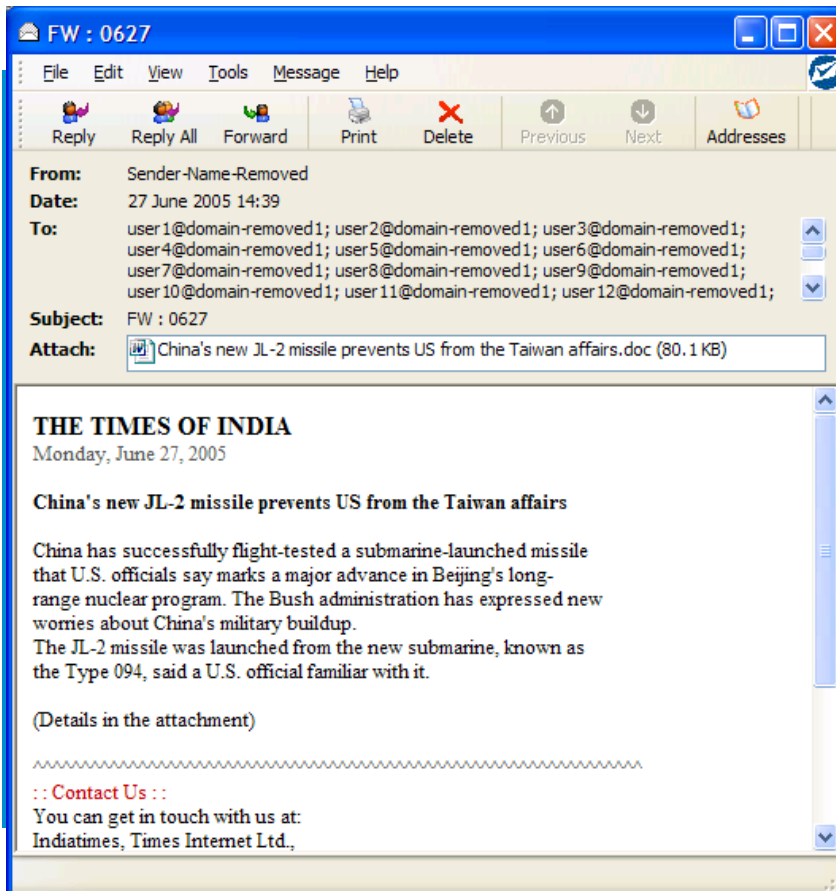 FW : 0627
File Edit View Tools Message Help
Reply Reply All Forward Print Delete Previous Next Addresses
From: Sender-Name-Removed
Date: 27 June 2005 14:39
To: user1@domain-removed1; user2@domain-removed1; user3@domain-removed1;
user4@domain-removed1; user5@domain-removed1; user6@domain-removed1;
user7@domain-removed1; user8@domain-removed1; user9@domain-removed1;
user10@domain-removed1; user11@domain-removed1; user12@domain-removed1;
Subject: FW : 0627
Attach: China's new JL-2 missile prevents US from the Taiwan affairs.doc (80.1 KB)
THE TIMES OF INDIA
Monday, June 27, 2005
China's new JL-2 missile prevents US from the Taiwan affairs
China has successfully flight-tested a submarine-launched missile
that U.S. officials say marks a major advance in Beijing's long-
range nuclear program. The Bush administration has expressed new
worries about China's military buildup.
The JL-2 missile was launched from the new submarine, known as
the Type 094, said a U.S. official familiar with it.
(Details in the attachment)
^^^^^^^^^^^^^^^^^^^^^^^^^^^^^^^^^^^^^^^^^^^^^^^^^^^^^^^^^^^^^
: : Contact Us : :
You can get in touch with us at:
Indiatimes, Times Internet Ltd.,